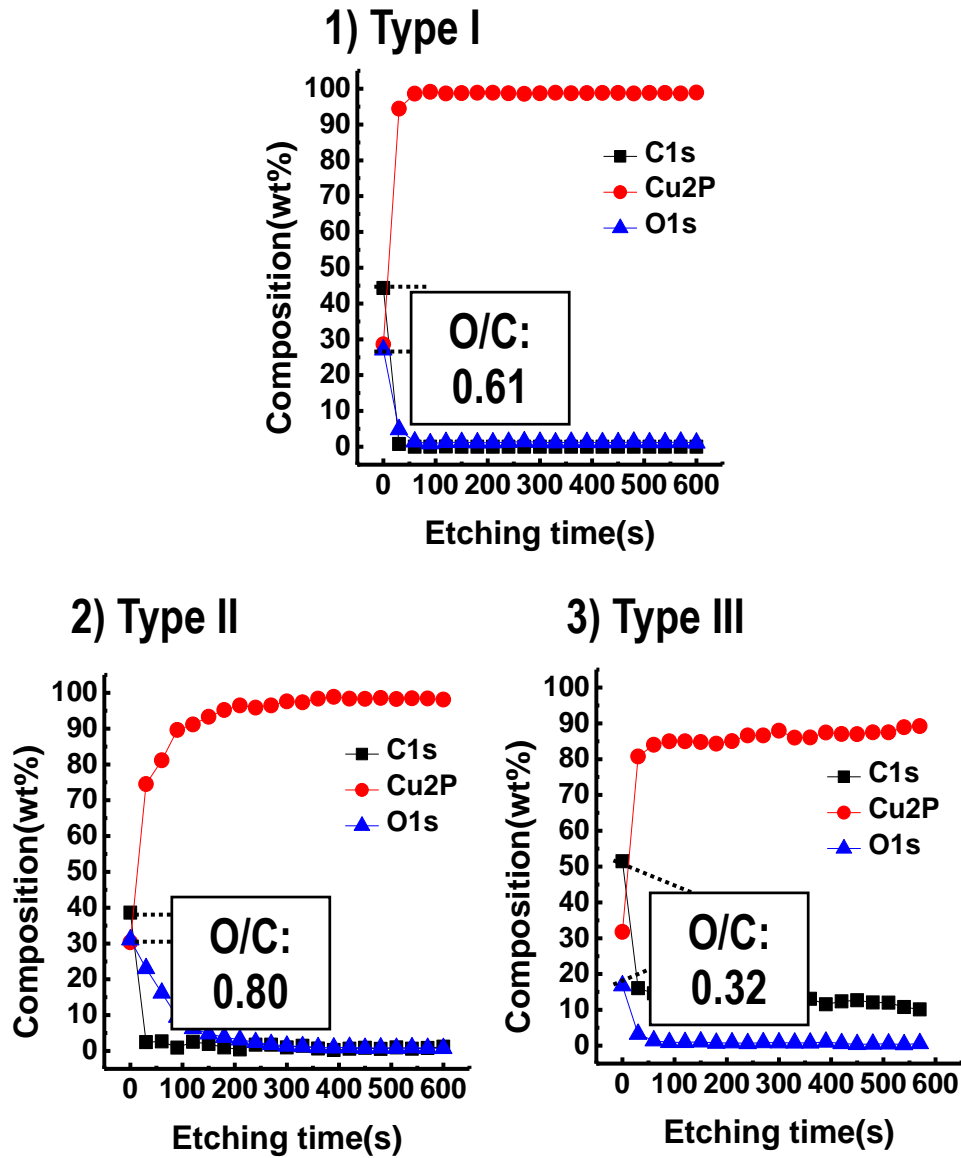 1) Type I
100
90
80
70
60
50
40
30
20
10
0
Composition(wt%)
C1s
Cu2P
O1s
O/C:
0.61
0 100 200 300 400 500 600
Etching time(s)
2) Type II
100
90
80
70
60
50
40
30
20
10
0
Composition(wt%)
C1s
Cu2P
O1s
O/C:
0.80
0 100 200 300 400 500 600
Etching time(s)
3) Type III
100
90
80
70
60
50
40
30
20
10
0
Composition(wt%)
C1s
Cu2P
O1s
O/C:
0.32
0 100 200 300 400 500 600
Etching time(s)